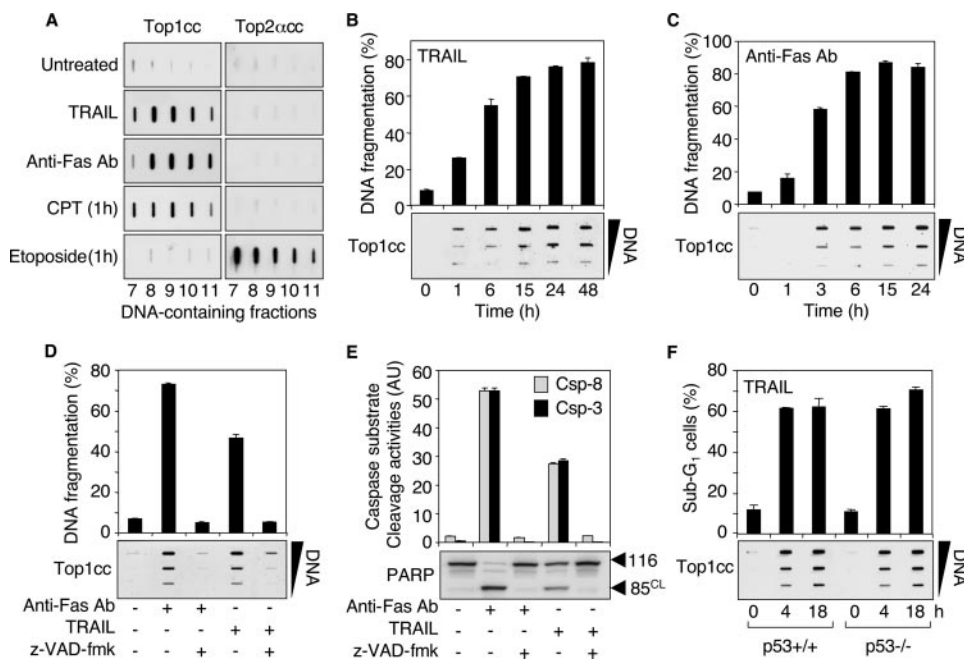 A
Top1cc Top2αcc
Untreated
TRAIL
Anti-Fas Ab
CPT (1h)
Etoposide(1h)
7 8 9 10 11 7 8 9 10 11
DNA-containing fractions
B
TRAIL
DNA fragmentation (%)
80
60
40
20
0
Top1cc
DNA
0 1 6 15 24 48
Time (h)
C
Anti-Fas Ab
DNA fragmentation (%)
100
80
60
40
20
0
Top1cc
DNA
0 1 3 6 15 24
Time (h)
D
DNA fragmentation (%)
80
60
40
20
0
Top1cc
DNA
Anti-Fas Ab - + + - -
TRAIL - - - + +
z-VAD-fmk - - + - +
E
Caspase substrate
Cleavage activities (AU)
Csp-8
Csp-3
60
50
40
30
20
10
0
PARP
116
85CL
Anti-Fas Ab - + + - -
TRAIL - - - + +
z-VAD-fmk - - + - +
F
TRAIL
Sub-G1 cells (%)
80
60
40
20
0
Top1cc
DNA
0 4 18 0 4 18 h
p53+/+ p53-/-